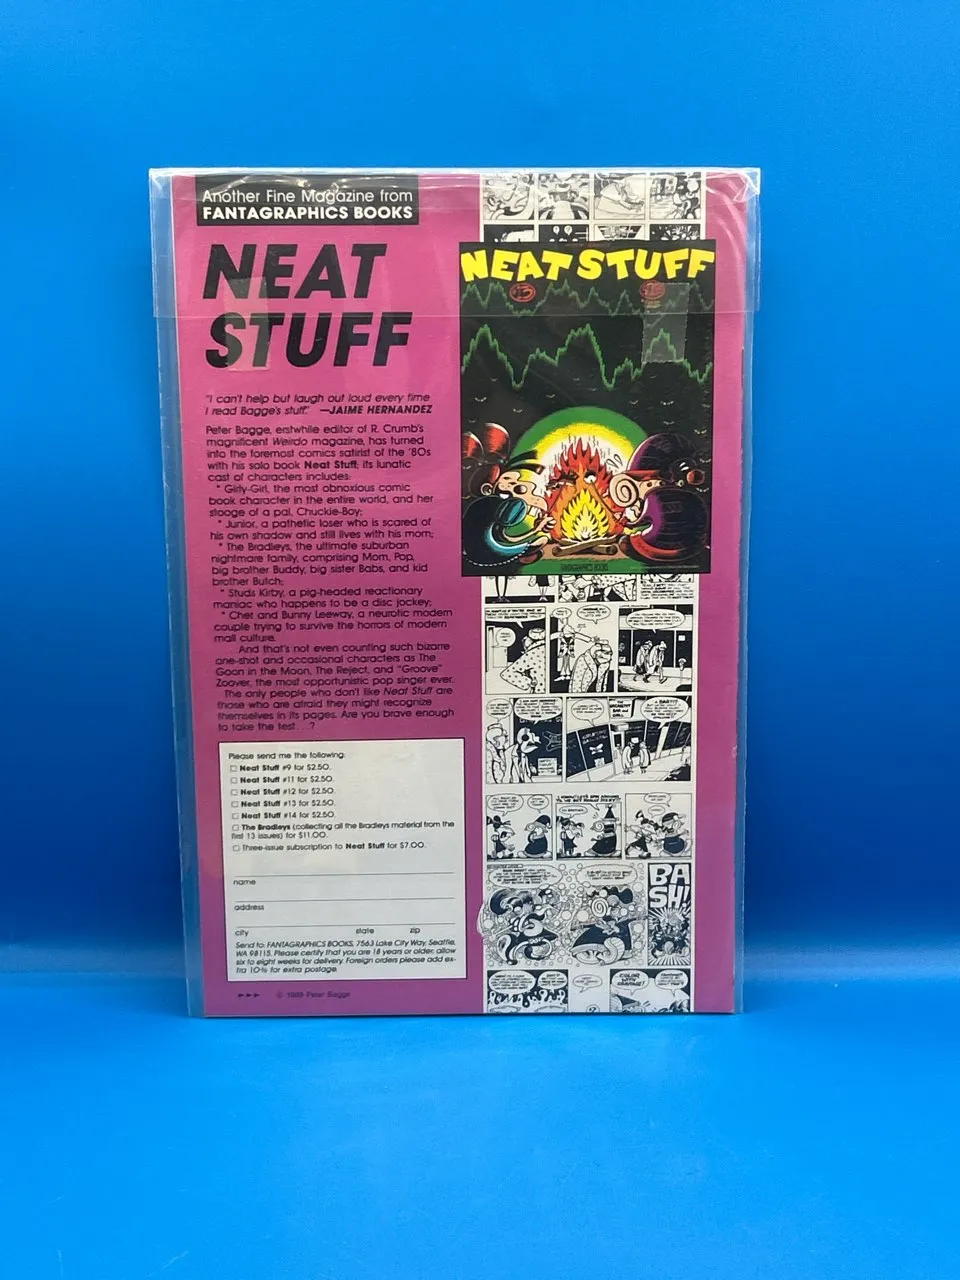 Another Fine Magazine from
FANTAGRAPHICS BOOKS
NEAT
STUFF
"I can't help but laugh out loud every time
I read Bagge's stuff." —JAIME HERNANDEZ
Peter Bagge, erstwhile editor of R. Crumb's
magnificent Weirdo magazine, has turned
into the foremost comics satirist of the '80s
with his solo book Neat Stuff; its lunatic
cast of characters includes:
* Girly-Girl, the most obnoxious comic
book character in the entire world, and her
stooge of a pal, Chuckie-Boy;
* Junior, a pathetic loser who is scared of
his own shadow and still lives with his mom;
* The Bradleys, the ultimate suburban
nightmare family, comprising Mom, Pop,
big brother Buddy, big sister Babs, and kid
brother Butch;
* Studs Kirby, a pig-headed reactionary
maniac who happens to be a disc jockey;
* Chet and Bunny Leeway, a neurotic modern
couple trying to survive the horrors of modern
mall culture.
And that's not even counting such bizarre
one-shot and occasional characters as The
Goon in the Moon, The Reject, and "Groove"
Zoover, the most opportunistic pop singer ever.
The only people who don't like Neat Stuff are
those who are afraid they might recognize
themselves in its pages. Are you brave enough
to take the test . . .?
Please send me the following:
Neat Stuff #9 for $2.50.
Neat Stuff #11 for $2.50.
Neat Stuff #12 for $2.50.
Neat Stuff #13 for $2.50.
Neat Stuff #14 for $2.50.
The Bradleys (collecting all the Bradleys material from the
first 13 issues) for $11.00.
Three-issue subscription to Neat Stuff for $7.00.
name
address
city state zip
Send to: FANTAGRAPHICS BOOKS, 7563 Lake City Way, Seattle,
WA 98115. Please certify that you are 18 years or older; allow
six to eight weeks for delivery. Foreign orders please add ex-
tra 10% for extra postage.
© 1989 Peter Bagge
NEAT STUFF
#13
FANTAGRAPHICS BOOKS
BA
SH!